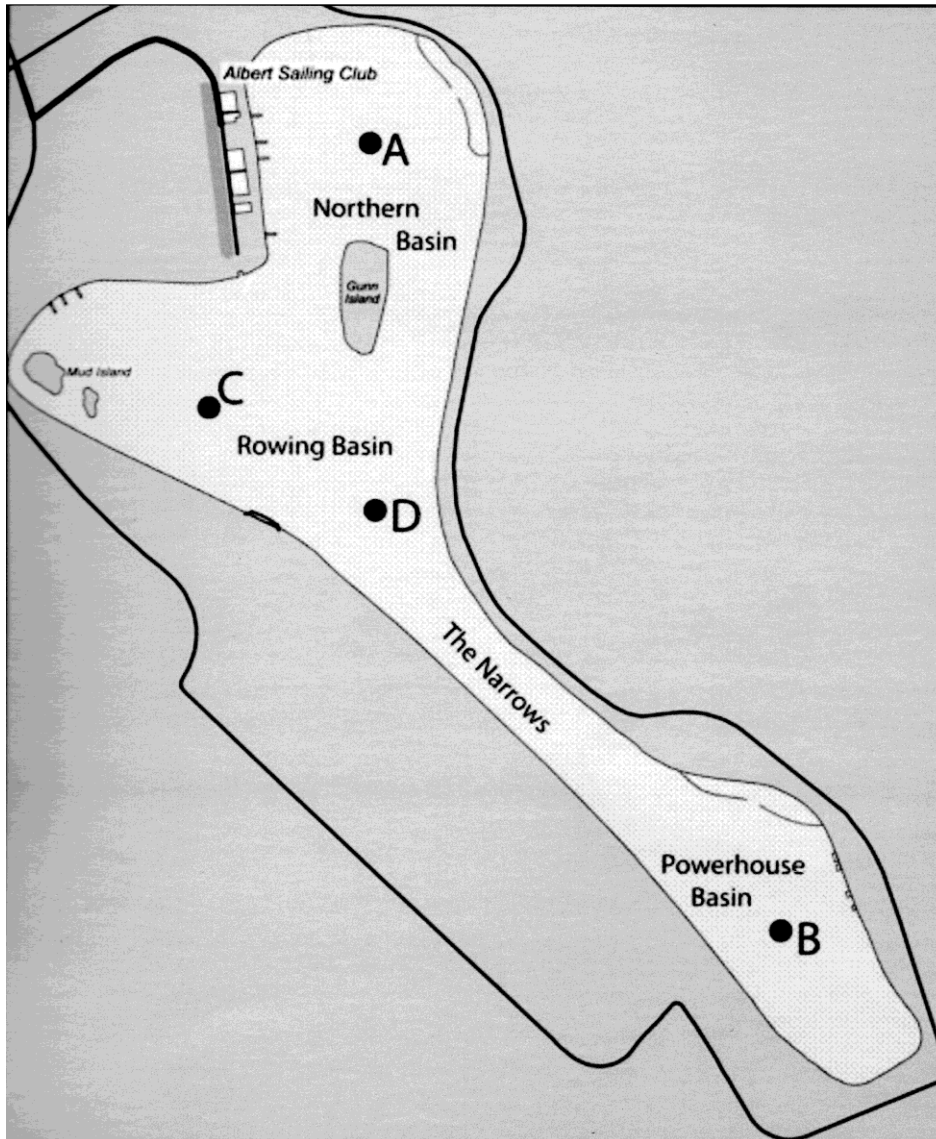 Albert Sailing Club
A
Northern
Basin
Gunn
Island
Mud Island
C
Rowing Basin
D
The Narrows
Powerhouse
Basin
B